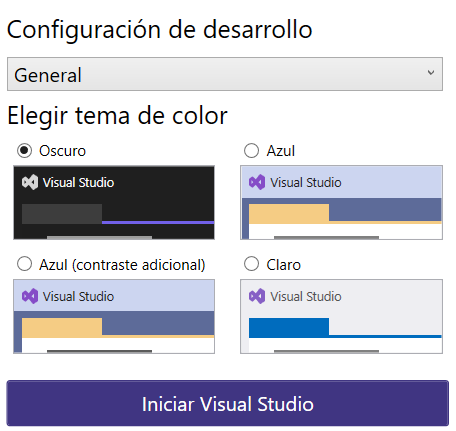 Configuración de desarrollo
General
Elegir tema de color
Oscuro
Azul
Visual Studio
Visual Studio
Azul (contraste adicional)
Claro
Visual Studio
Visual Studio
Iniciar Visual Studio